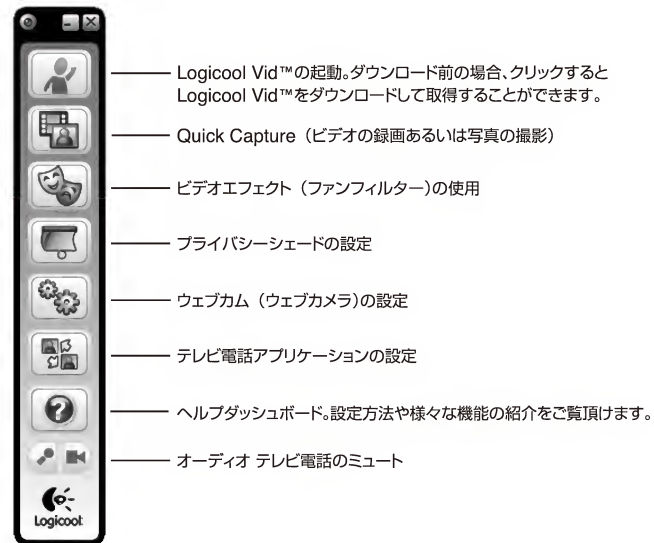 Logicool Vid™の起動。ダウンロード前の場合、クリックすると
Logicool Vid™をダウンロードして取得することができます。
Quick Capture（ビデオの録画あるいは写真の撮影）
ビデオエフェクト（ファンフィルター）の使用
プライバシーシェードの設定
ウェブカム（ウェブカメラ）の設定
テレビ電話アプリケーションの設定
ヘルプダッシュボード。設定方法や様々な機能の紹介をご覧頂けます。
オーディオ テレビ電話のミュート
Logicool